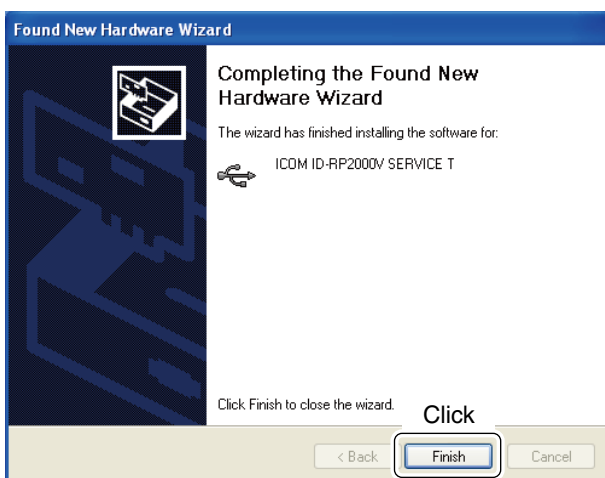 Found New Hardware Wizard
Completing the Found New
Hardware Wizard
The wizard has finished installing the software for:
ICOM ID-RP2000V SERVICE T
Click Finish to close the wizard.
Click
< Back
Finish
Cancel